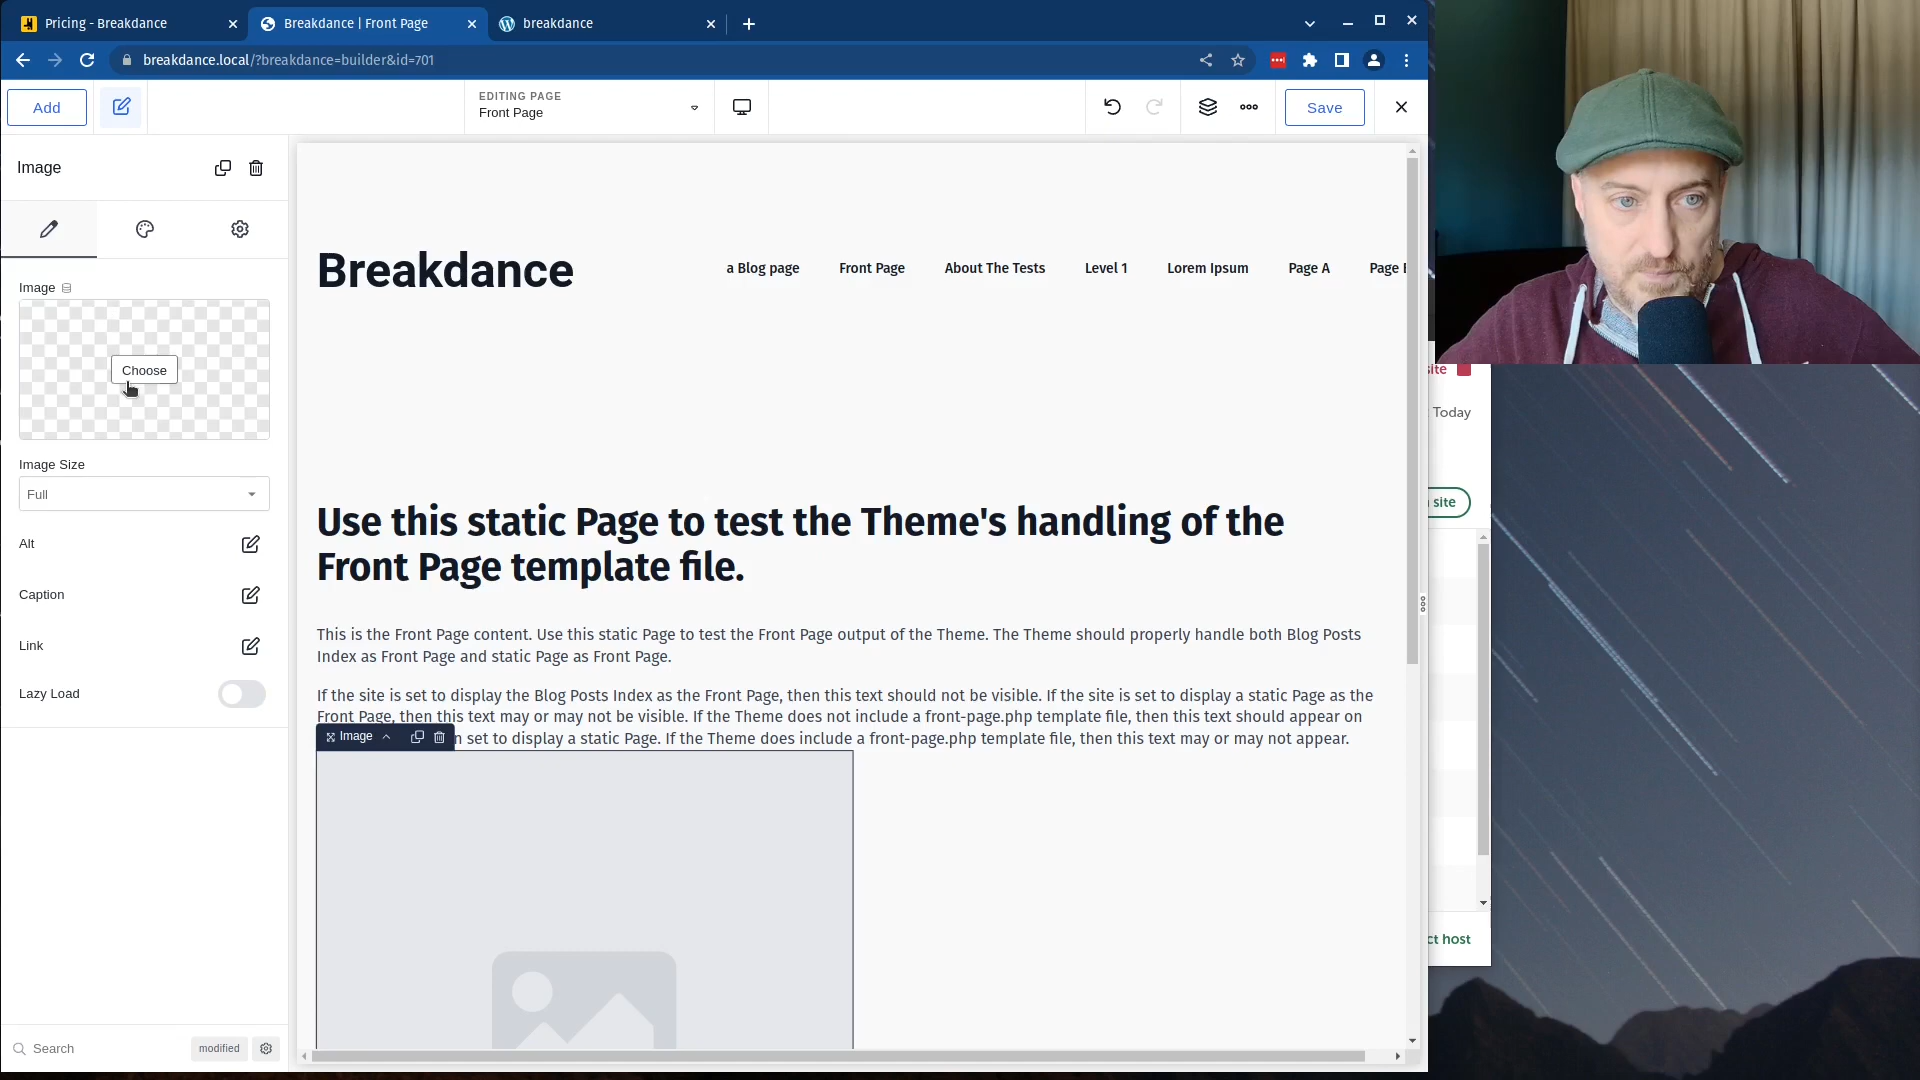 Pricing - Breakdance
Breakdance | Front Page
breakdance
breakdance.local/?breakdance=builder&id=701
Add
EDITING PAGE
Front Page
Save
Image
Image
Choose
Image Size
Full
Alt
Caption
Link
Lazy Load
Search
modified
Breakdance
a Blog page
Front Page
About The Tests
Level 1
Lorem Ipsum
Page A
Page
Use this static Page to test the Theme's handling of the
Front Page template file.
This is the Front Page content. Use this static Page to test the Front Page output of the Theme. The Theme should properly handle both Blog Posts
Index as Front Page and static Page as Front Page.
If the site is set to display the Blog Posts Index as the Front Page, then this text should not be visible. If the site is set to display a static Page as the
Front Page, then this text may or may not be visible. If the Theme does not include a front-page.php template file, then this text should appear on
Image
n set to display a static Page. If the Theme does include a front-page.php template file, then this text may or may not appear.
site
Today
site
ct host